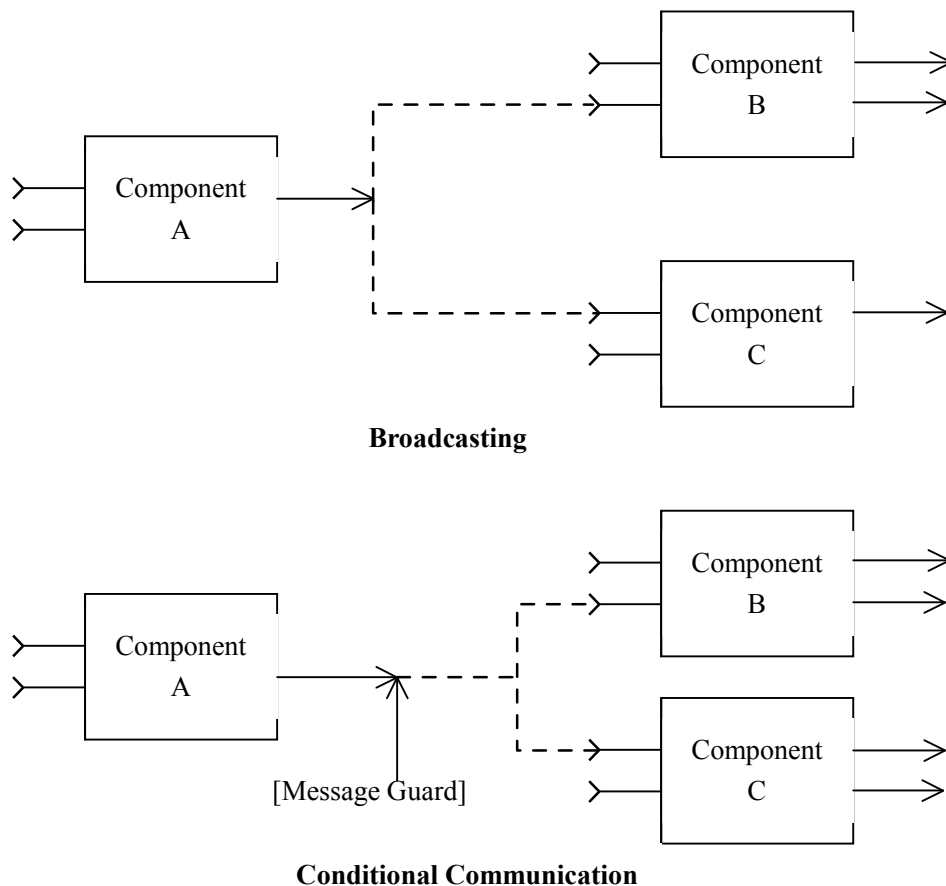 Component
B
Component
A
Component
C
Broadcasting
Component
B
Component
A
Component
C
[Message Guard]
Conditional Communication